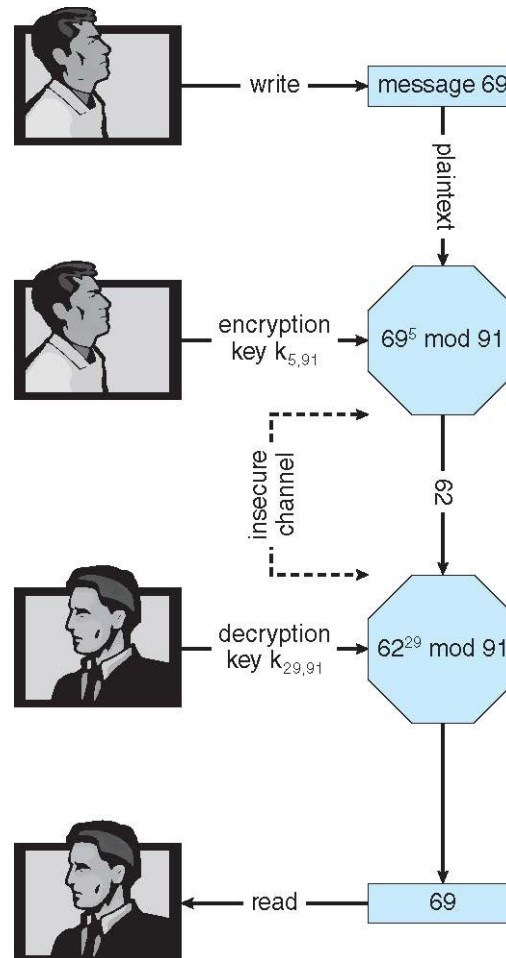 write
message 69
plaintext
encryption
key k₅,₉₁
69⁵ mod 91
insecure
channel
62
decryption
key k₂₉,₉₁
62²⁹ mod 91
read
69